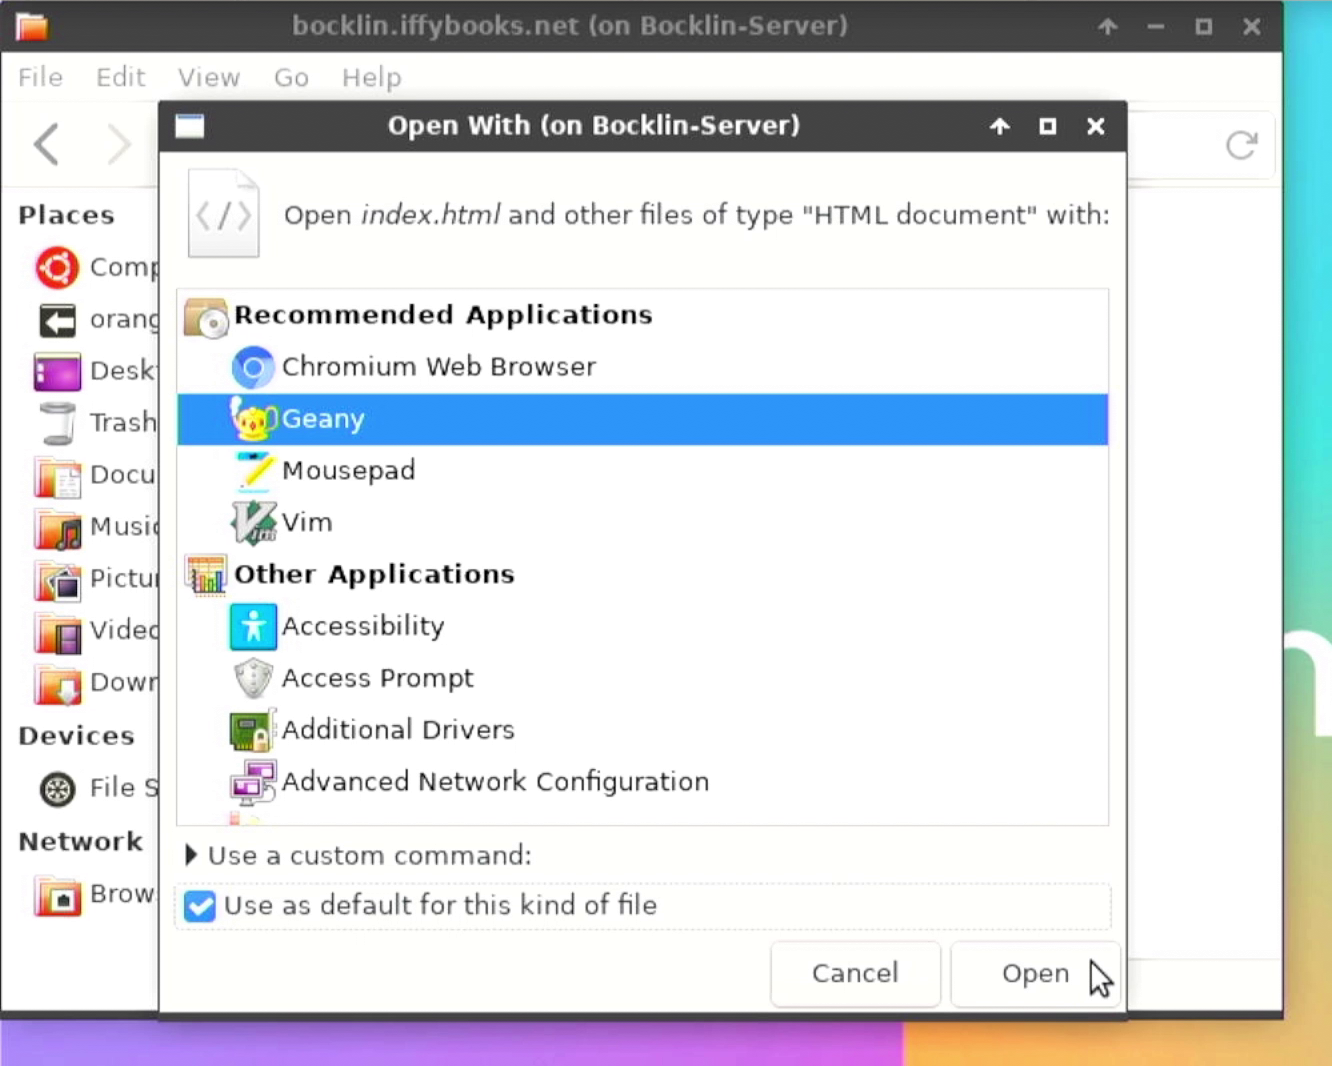 bocklin.iffybooks.net (on Bocklin-Server)
File Edit View Go Help
Open With (on Bocklin-Server)
Open index.html and other files of type "HTML document" with:
Places
Comp
orang
Desk
Trash
Docu
Music
Pictur
Video
Down
Devices
File S
Network
Brow
Recommended Applications
Chromium Web Browser
Geany
Mousepad
Vim
Other Applications
Accessibility
Access Prompt
Additional Drivers
Advanced Network Configuration
Use a custom command:
Use as default for this kind of file
Cancel
Open